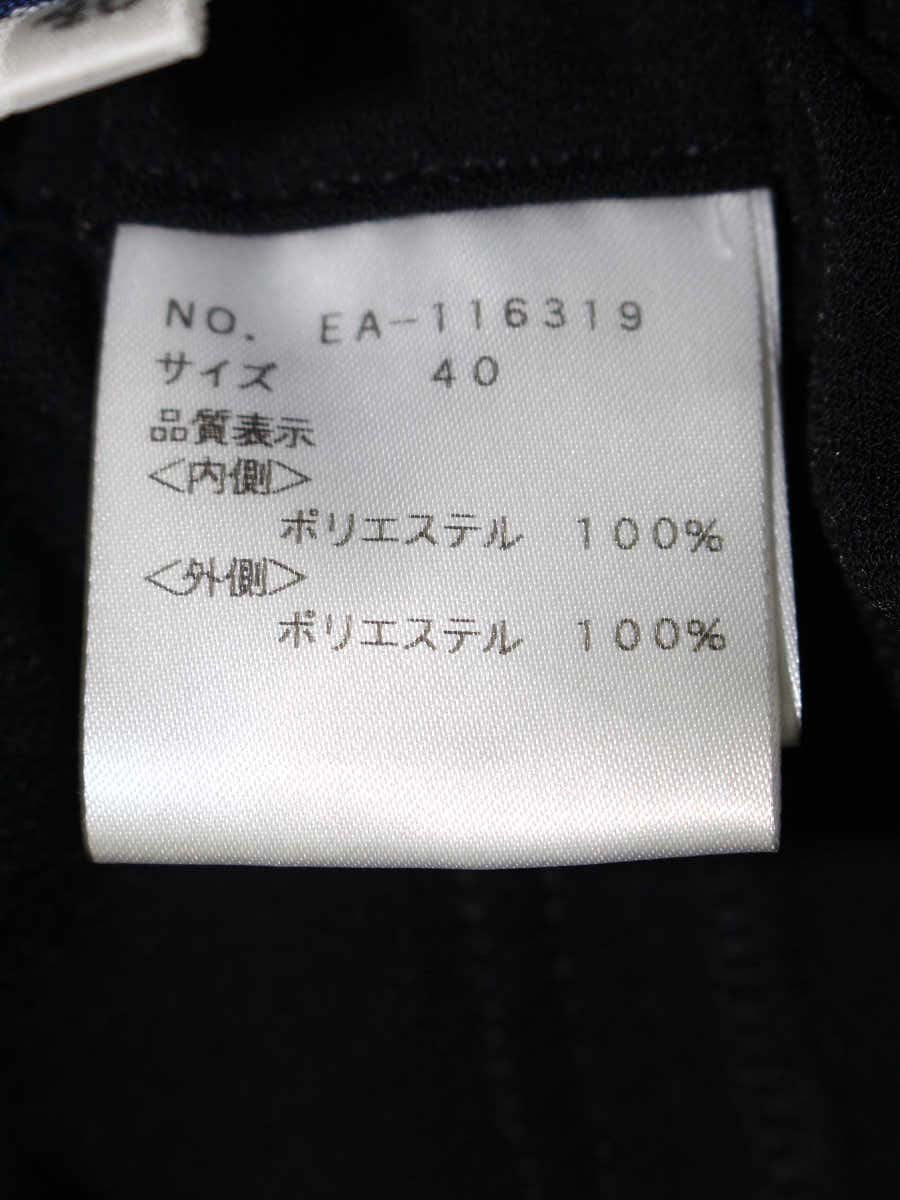 NO. EA-116319
サイズ 40
品質表示
<内側>
ポリエステル 100%
<外側>
ポリエステル 100%